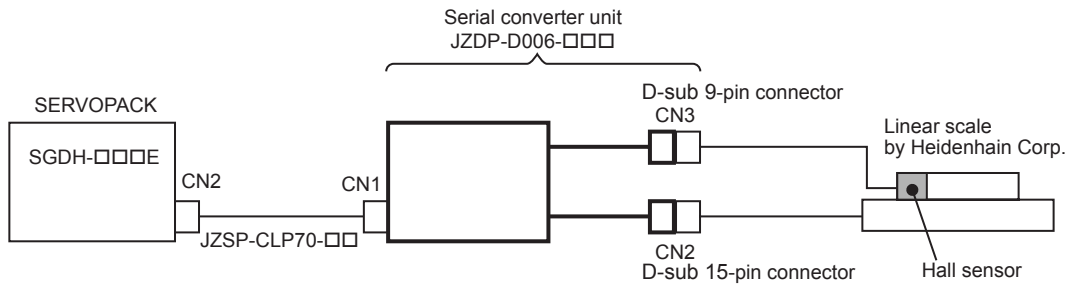 Serial converter unit
JZDP-D006-□□□
SERVOPACK
SGDH-□□□E
CN2
JZSP-CLP70-□□
CN1
D-sub 9-pin connector
CN3
CN2
D-sub 15-pin connector
Linear scale
by Heidenhain Corp.
Hall sensor